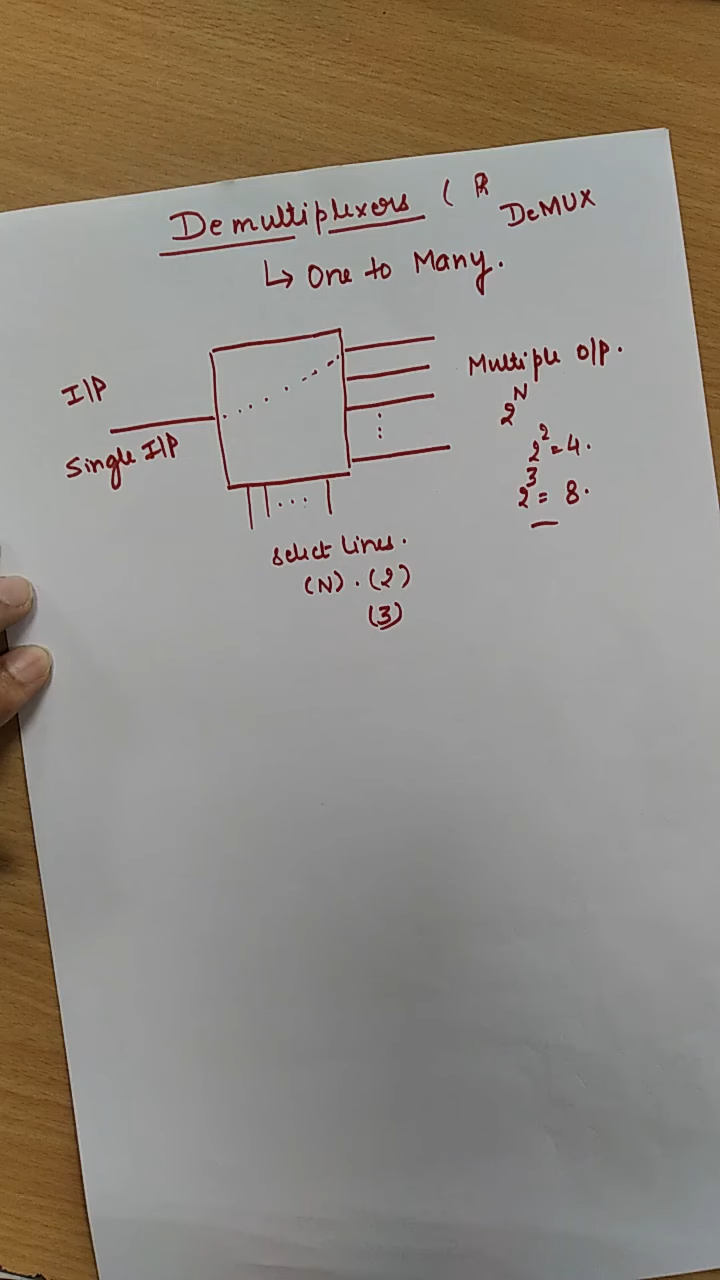 Demultiplexers (
DeMUX
↳ One to Many.
I/P
Single I/P
Multiple O/P.
2^N
2^2 = 4.
2^3 = 8.
...
select lines.
(N). (2)
(3)